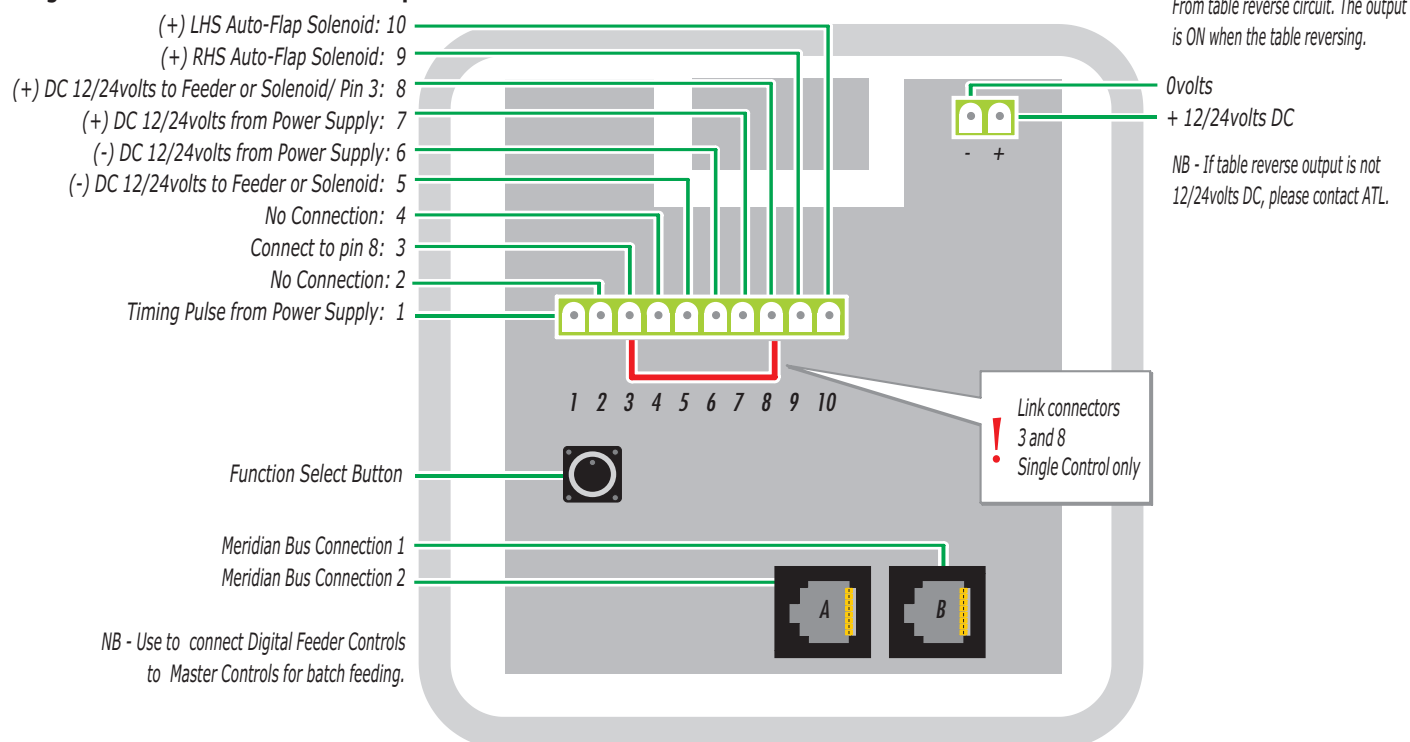 (+) LHS Auto-Flap Solenoid: 10
(+) RHS Auto-Flap Solenoid: 9
(+) DC 12/24volts to Feeder or Solenoid/ Pin 3: 8
(+) DC 12/24volts from Power Supply: 7
(-) DC 12/24volts from Power Supply: 6
(-) DC 12/24volts to Feeder or Solenoid: 5
No Connection: 4
Connect to pin 8: 3
No Connection: 2
Timing Pulse from Power Supply: 1
From table reverse circuit. The output
is ON when the table reversing.
0volts
+ 12/24volts DC
- +
NB - If table reverse output is not
12/24volts DC, please contact ATL.
1 2 3 4 5 6 7 8 9 10
! Link connectors
3 and 8
Single Control only
Function Select Button
Meridian Bus Connection 1
Meridian Bus Connection 2
A B
NB - Use to connect Digital Feeder Controls
to Master Controls for batch feeding.